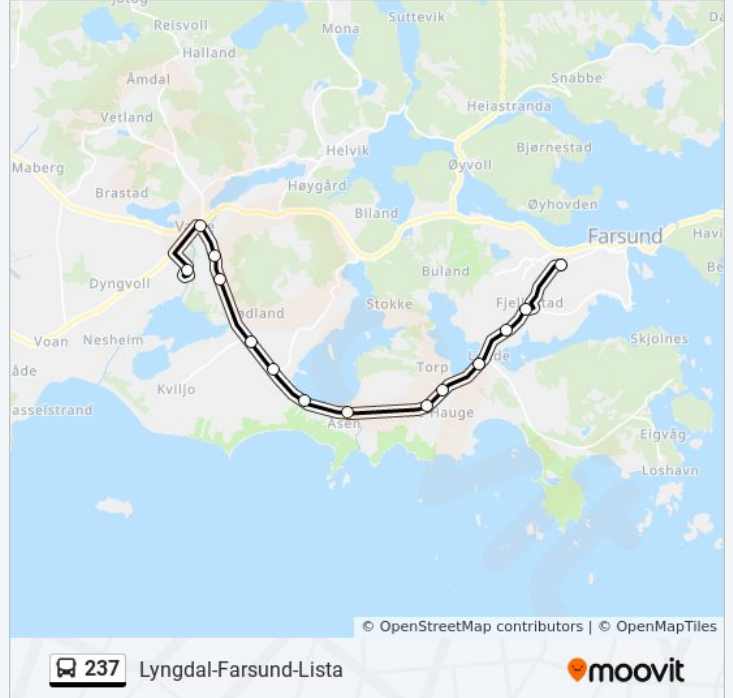 Reisvoll
Suttevik
Mona
Halland
Åmdal
Snabbe
Heiastranda
Vetland
Helvik
Bjørnestad
Maberg
Øyvoll
Høygård
Brastad
Øyhovden
Biland
Farsund
Havi
Buland
Be
Dyngvoll
Stokke
ødland
Skjolnes
Voan Nesheim
Torp
åde
Kviljo
asselstrand
Hauge
Åsen
Eigvåg
Loshavn
© OpenStreetMap contributors | © OpenMapTiles
237 Lyngdal-Farsund-Lista
moovit